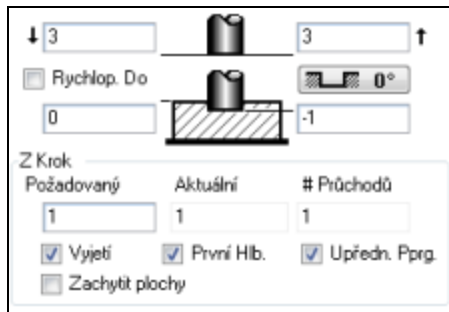 3 3
Rychlop. Do
0°
0 -1
Z Krok
Požadovaný Aktuální # Průchodů
1 1 1
Vyjetí První Hlb. Upředn. Pprg.
Zachytit plochy